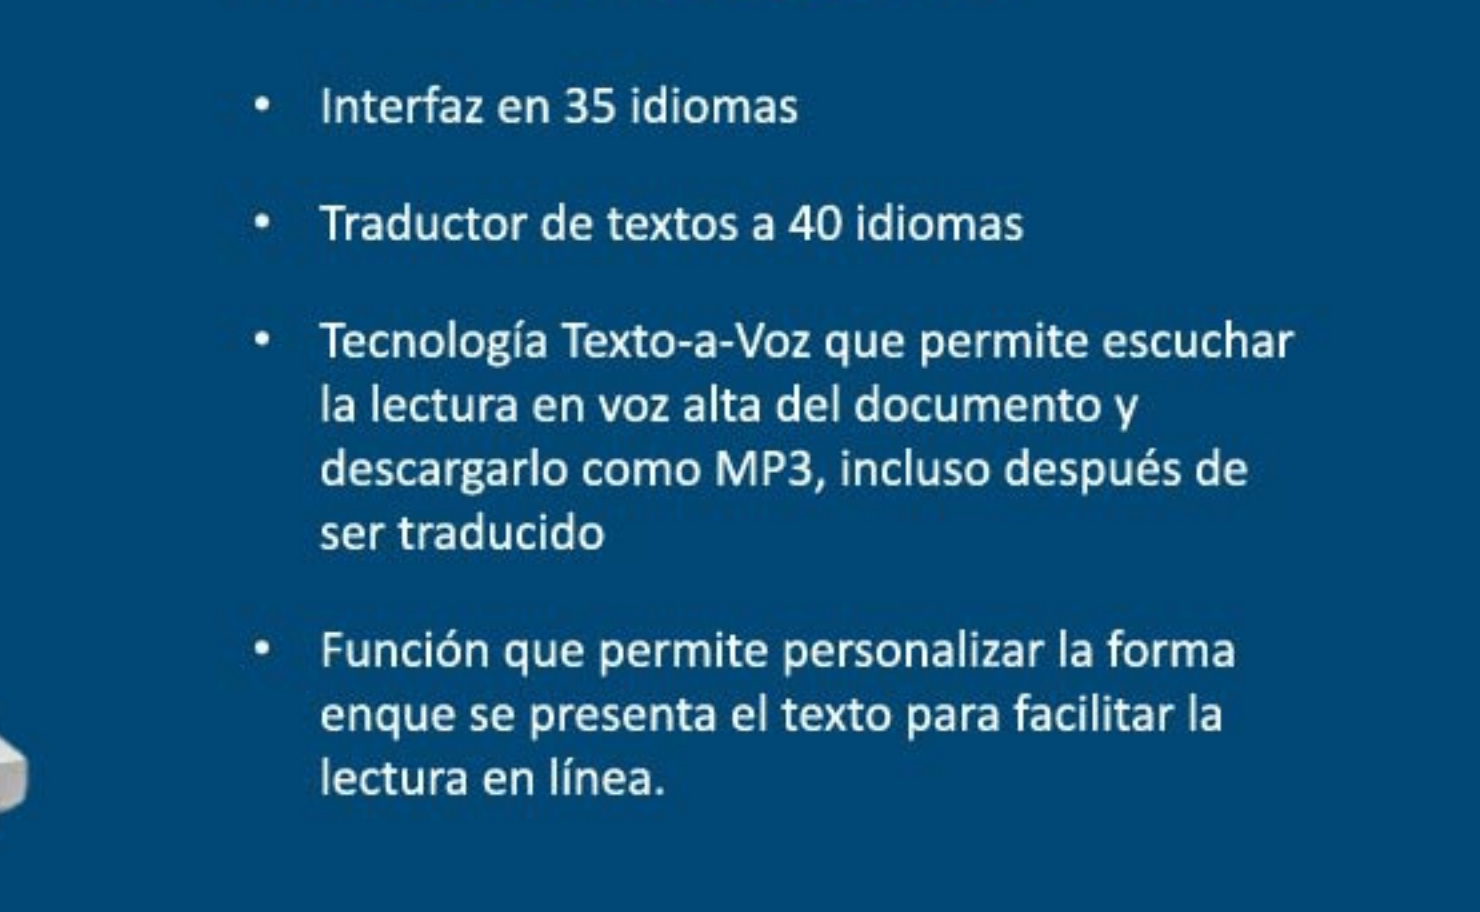 • Interfaz en 35 idiomas
• Traductor de textos a 40 idiomas
• Tecnología Texto-a-Voz que permite escuchar
la lectura en voz alta del documento y
descargarlo como MP3, incluso después de
ser traducido
• Función que permite personalizar la forma
enque se presenta el texto para facilitar la
lectura en línea.